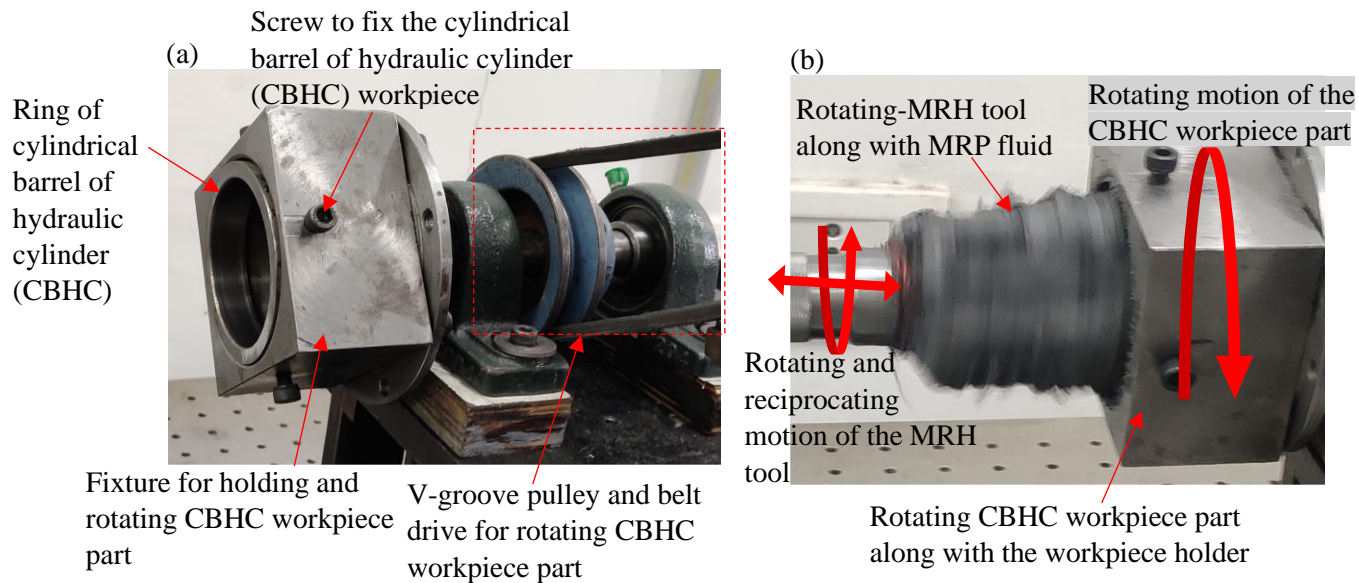 (a)
Screw to fix the cylindrical
barrel of hydraulic cylinder
(CBHC) workpiece
Ring of
cylindrical
barrel of
hydraulic
cylinder
(CBHC)
Fixture for holding and
rotating CBHC workpiece
part
V-groove pulley and belt
drive for rotating CBHC
workpiece part
(b)
Rotating-MRH tool
along with MRP fluid
Rotating motion of the
CBHC workpiece part
Rotating and
reciprocating
motion of the MRH
tool
Rotating CBHC workpiece part
along with the workpiece holder